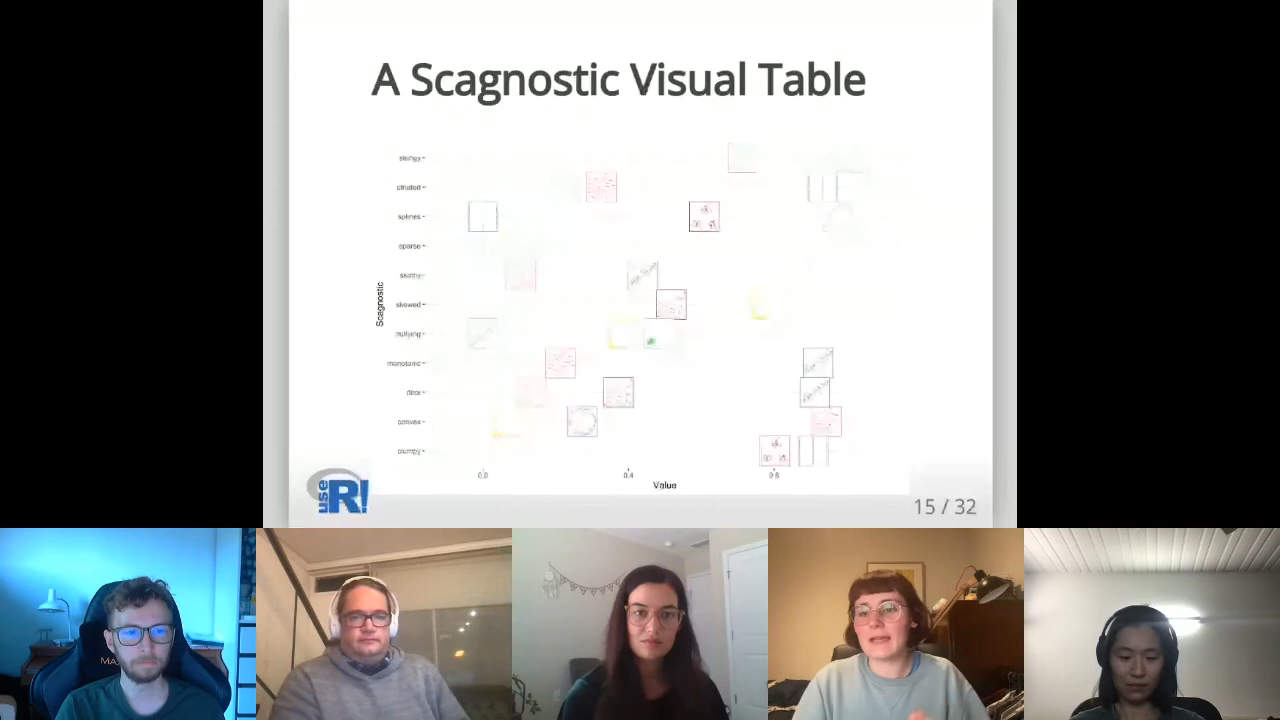 A Scagnostic Visual Table
stringy
striated
splines
sparse
skinny
skewed
outlying
monotonic
convex
clumpy
Scagnostic
0.0
0.4
0.8
Value
useR!
15 / 32